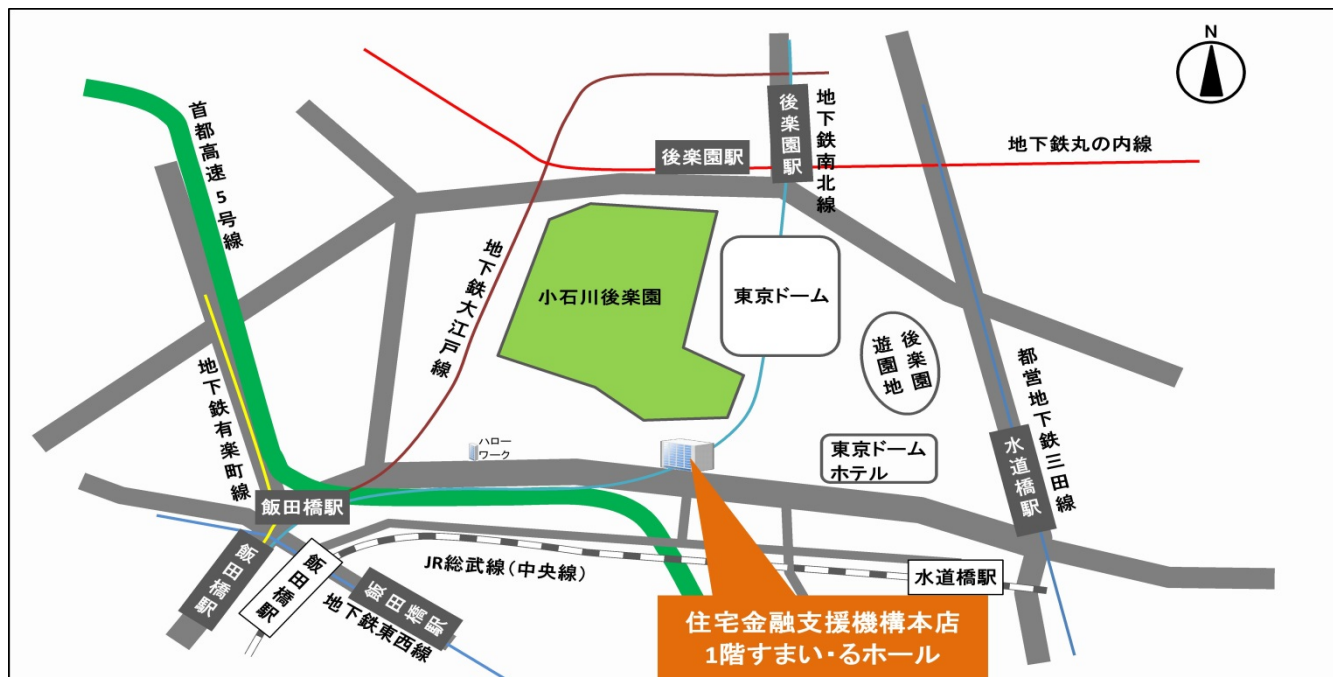 N
首都高速5号線
後楽園駅
地下鉄南北線
後楽園駅
地下鉄丸の内線
地下鉄大江戸線
小石川後楽園
東京ドーム
後楽園
遊園地
都営地下鉄三田線
地下鉄有楽町線
ハロー
ワーク
東京ドーム
ホテル
水道橋駅
飯田橋駅
飯田橋駅
飯田橋駅
飯田橋駅
地下鉄東西線
JR総武線(中央線)
水道橋駅
住宅金融支援機構本店
1階すまい・るホール